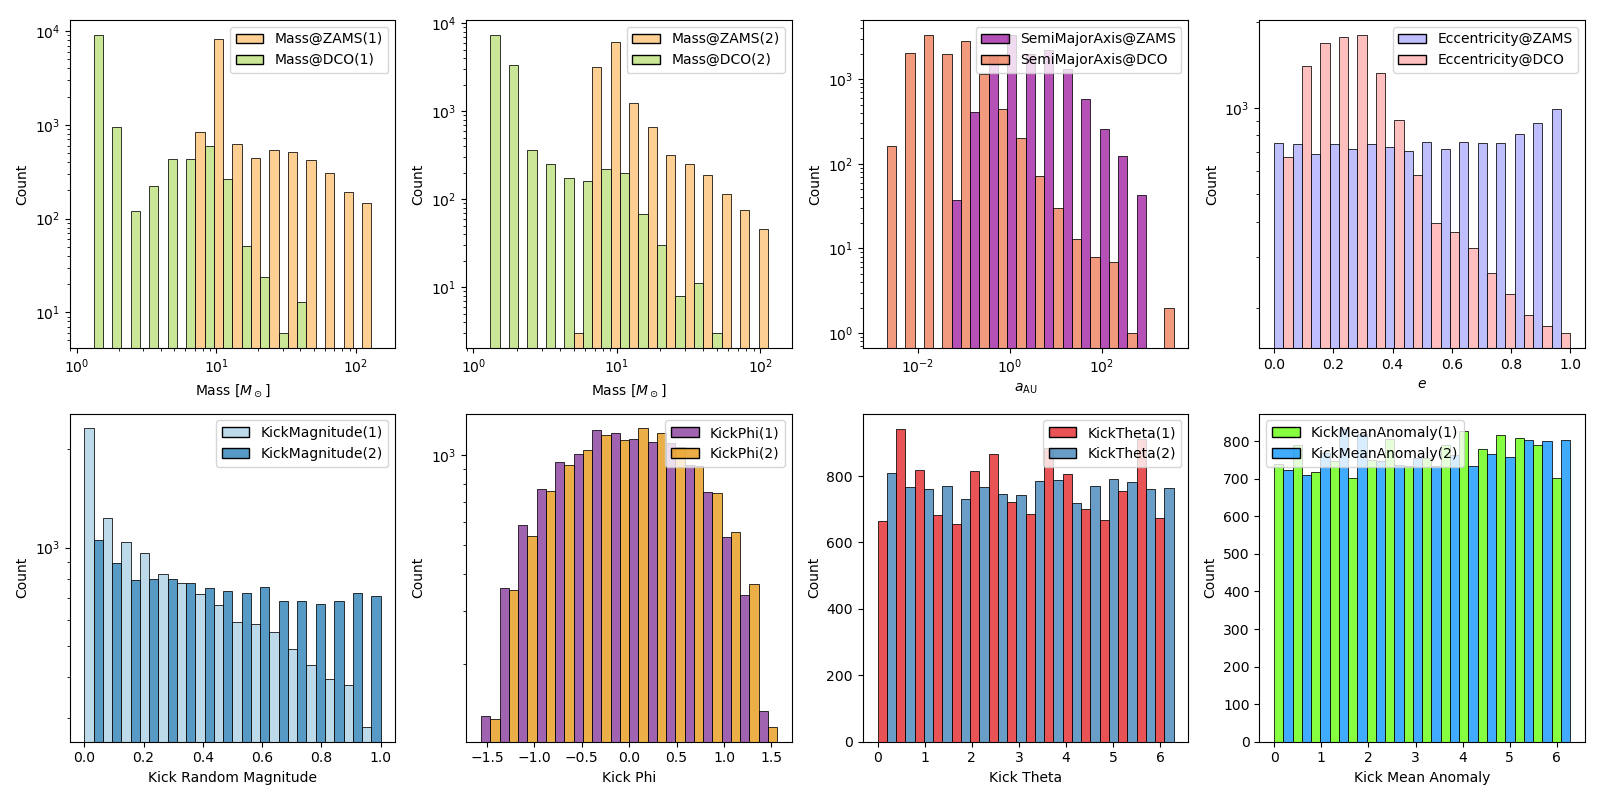 Mass@ZAMS(1)
Mass@DCO(1)
10⁴
10³
10²
10¹
Count
10⁰ 10¹ 10²
Mass [M⊙]
Mass@ZAMS(2)
Mass@DCO(2)
10⁴
10³
10²
10¹
Count
10⁰ 10¹ 10²
Mass [M⊙]
SemiMajorAxis@ZAMS
SemiMajorAxis@DCO
10³
10²
10¹
10⁰
Count
10⁻² 10⁰ 10²
a_AU
Eccentricity@ZAMS
Eccentricity@DCO
10³
Count
0.0 0.2 0.4 0.6 0.8 1.0
e
KickMagnitude(1)
KickMagnitude(2)
10³
Count
0.0 0.2 0.4 0.6 0.8 1.0
Kick Random Magnitude
KickPhi(1)
KickPhi(2)
10³
Count
−1.5 −1.0 −0.5 0.0 0.5 1.0 1.5
Kick Phi
KickTheta(1)
KickTheta(2)
800
600
400
200
0
Count
0 1 2 3 4 5 6
Kick Theta
KickMeanAnomaly(1)
KickMeanAnomaly(2)
800
700
600
500
400
300
200
100
0
Count
0 1 2 3 4 5 6
Kick Mean Anomaly